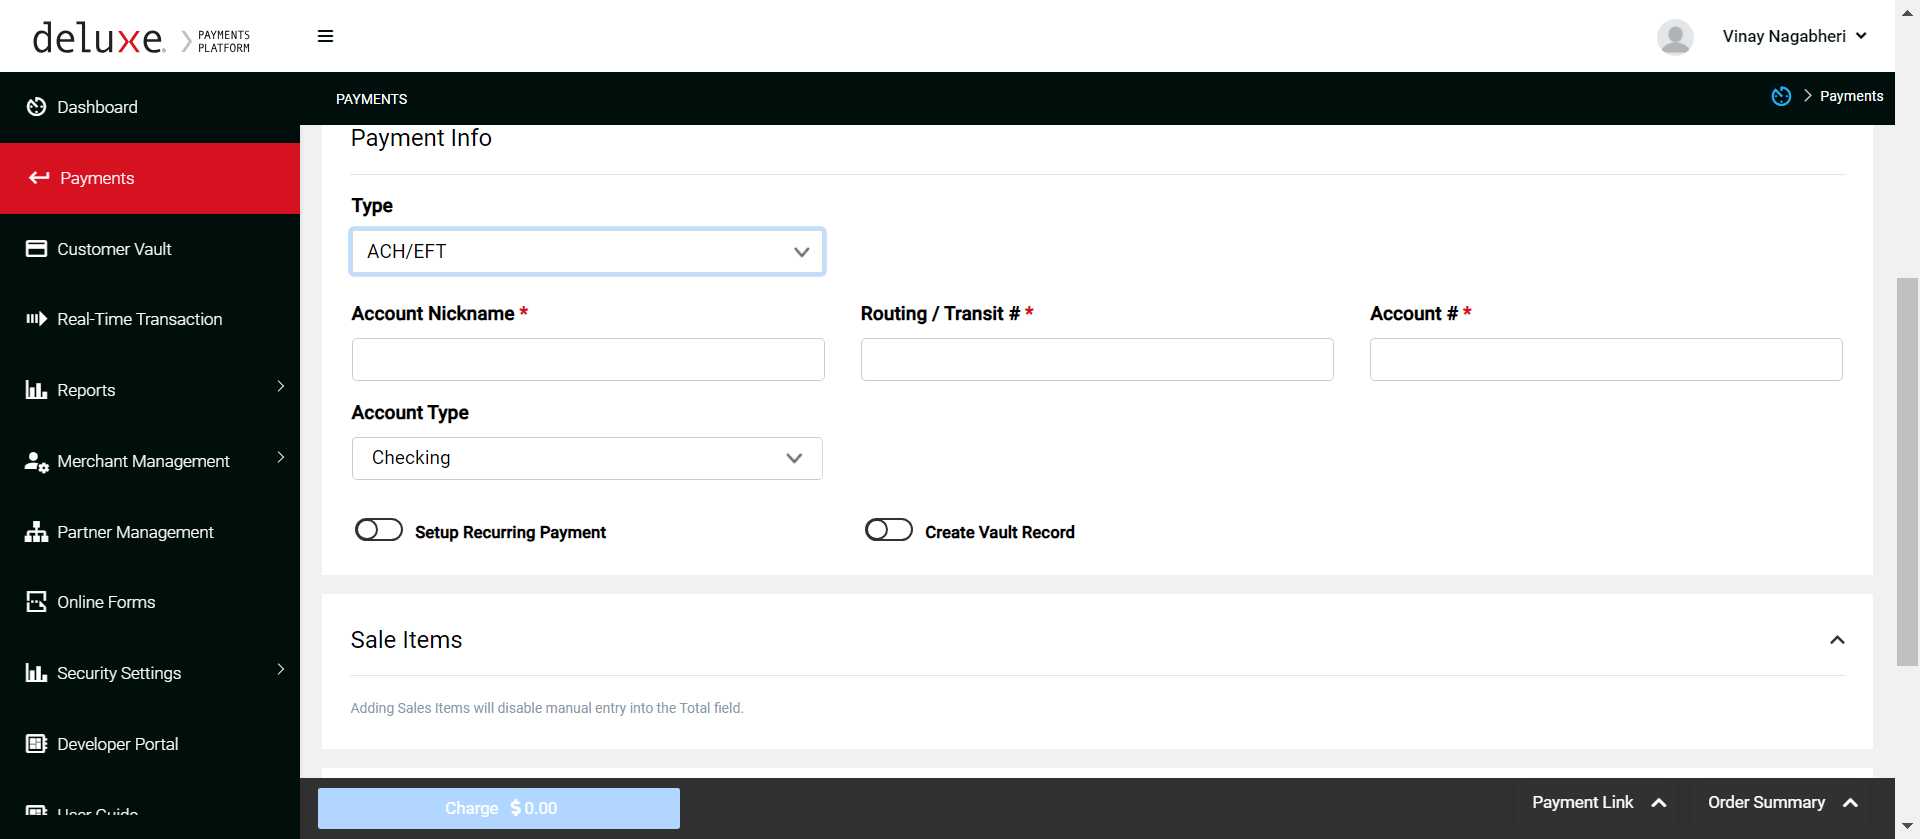 deluxe.
PAYMENTS
PLATFORM
Vinay Nagabheri
Dashboard
Payments
Customer Vault
Real-Time Transaction
Reports
Merchant Management
Partner Management
Online Forms
Security Settings
Developer Portal
User Guide
PAYMENTS
Payments
Payment Info
Type
ACH/EFT
Account Nickname *
Routing / Transit # *
Account # *
Account Type
Checking
Setup Recurring Payment
Create Vault Record
Sale Items
Adding Sales Items will disable manual entry into the Total field.
Charge $0.00
Payment Link
Order Summary